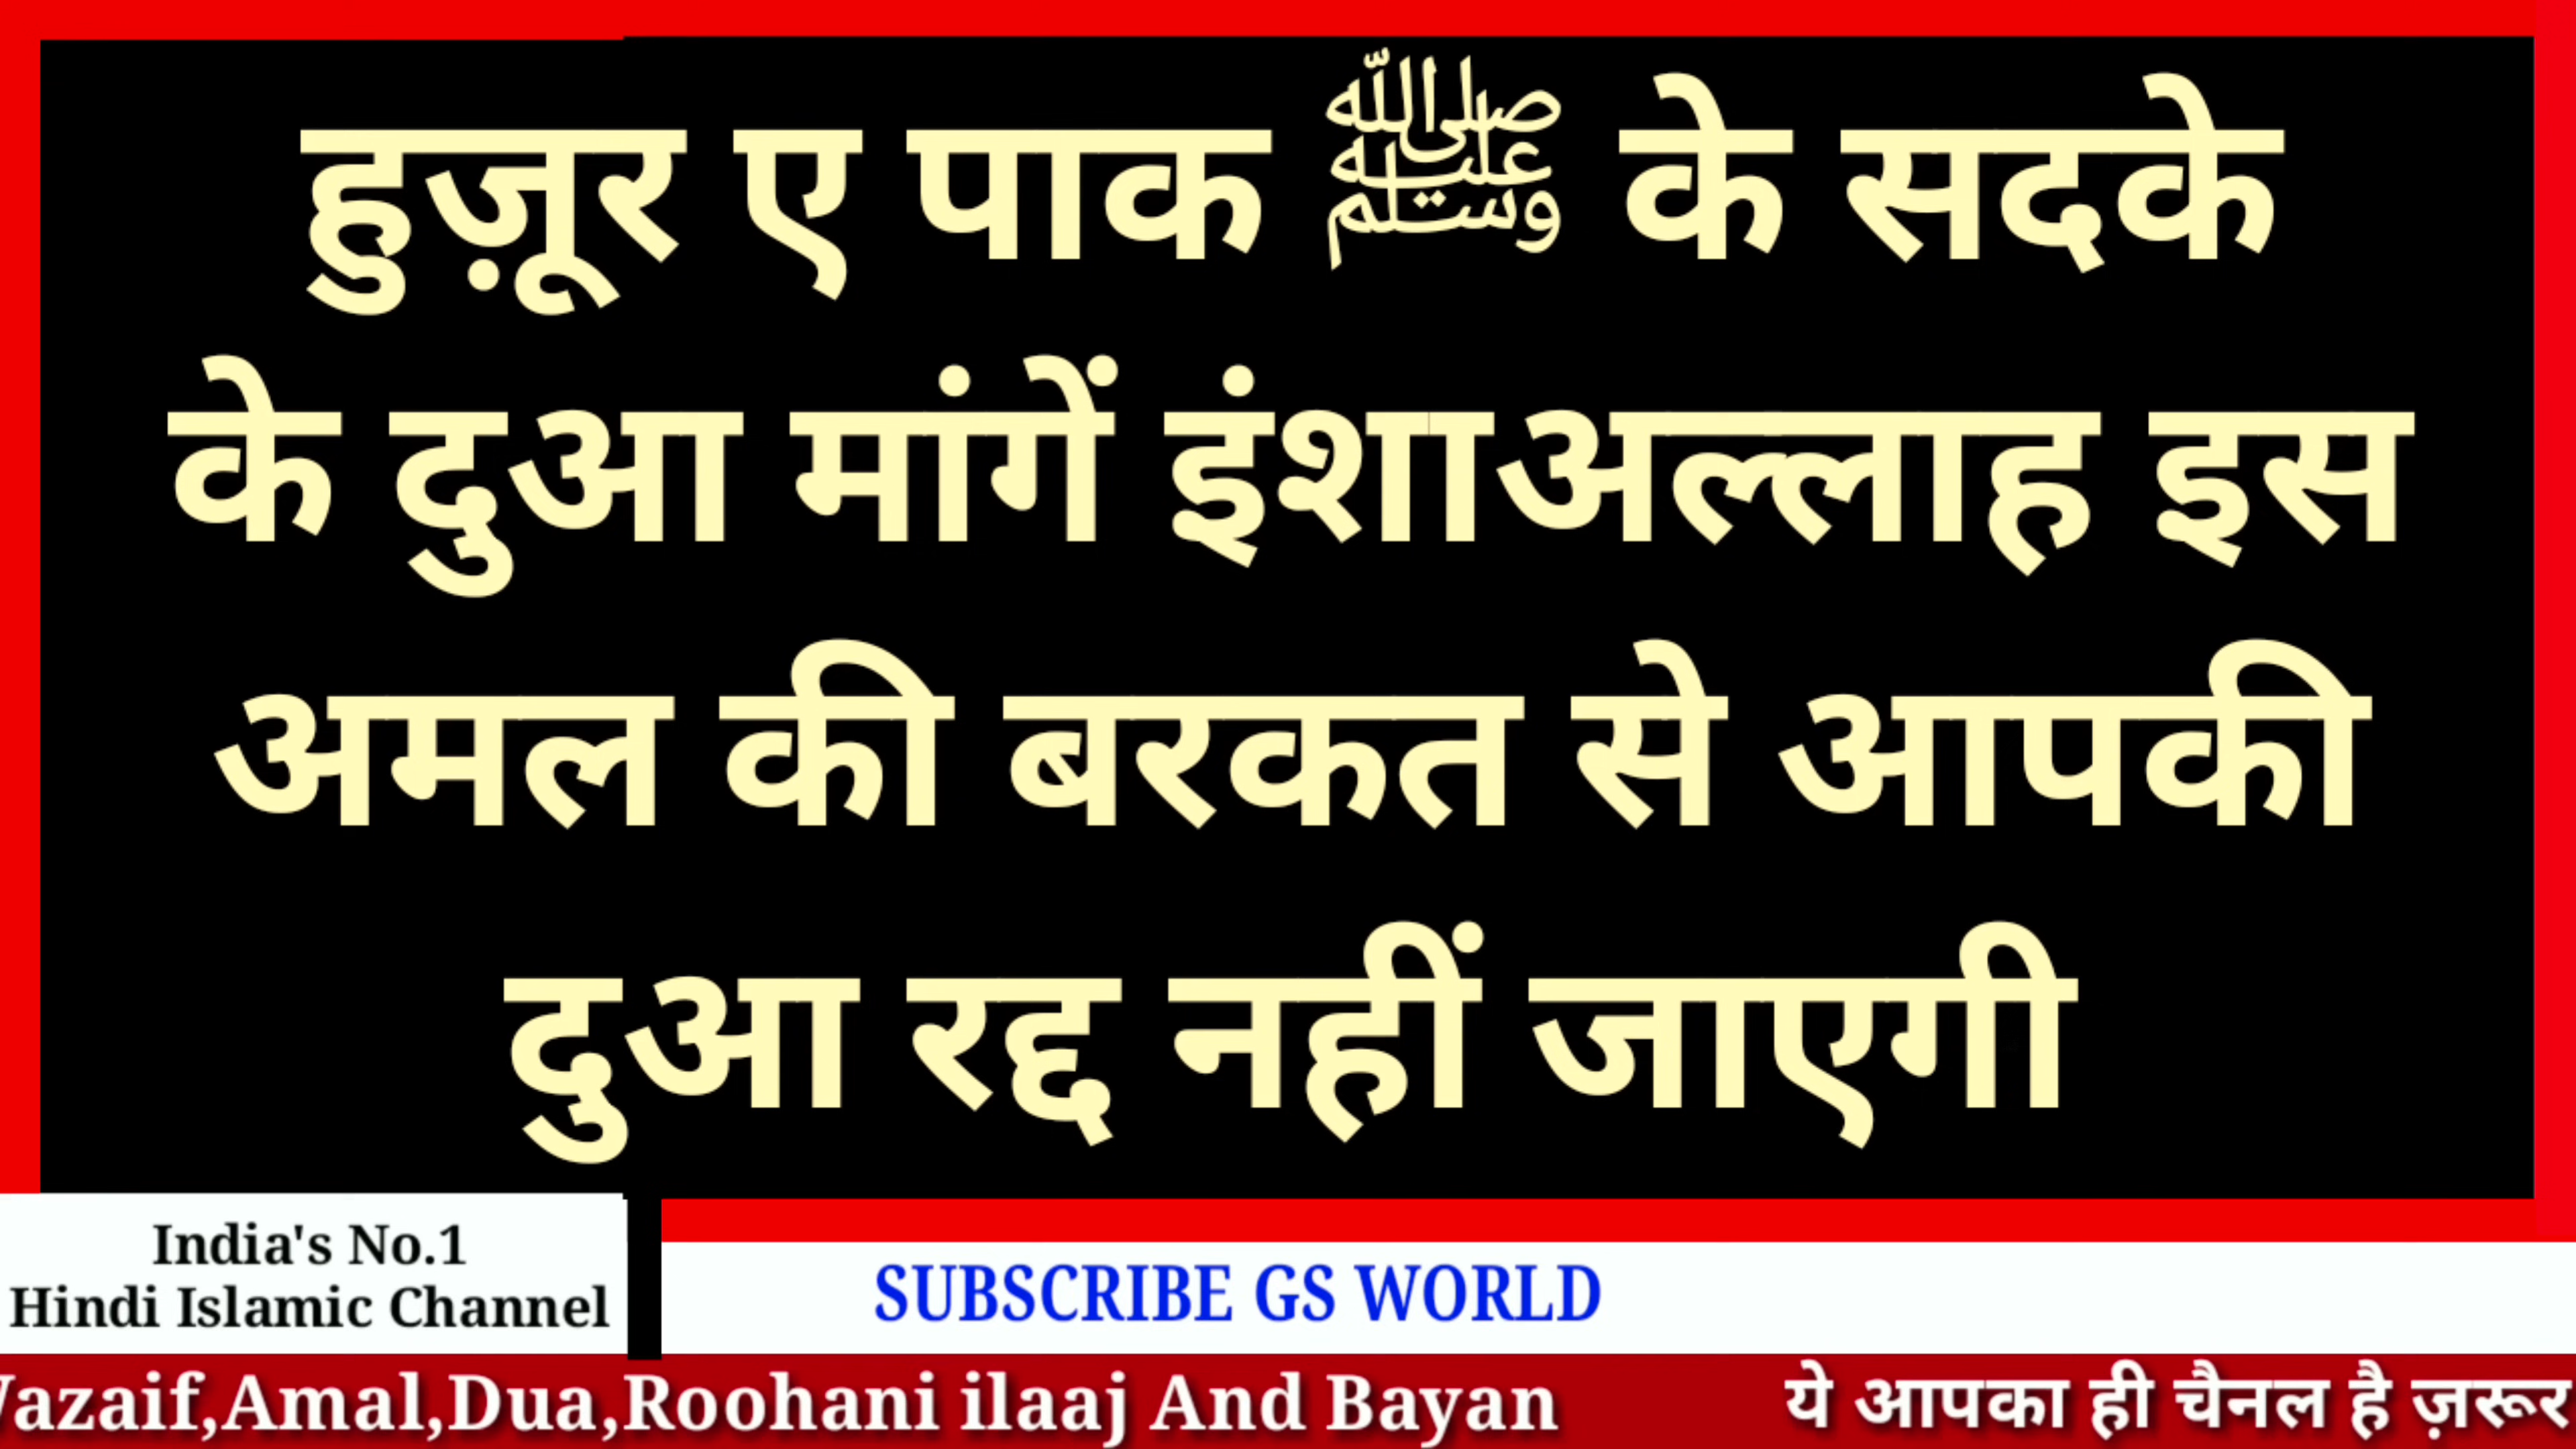 हुज़ूर ए पाक ﷺ के सदके
के दुआ मांगें इंशाअल्लाह इस
अमल की बरकत से आपकी
दुआ रद्द नहीं जाएगी
India's No.1
Hindi Islamic Channel
SUBSCRIBE GS WORLD
azaif,Amal,Dua,Roohani ilaaj And Bayan
ये आपका ही चैनल है ज़रूर